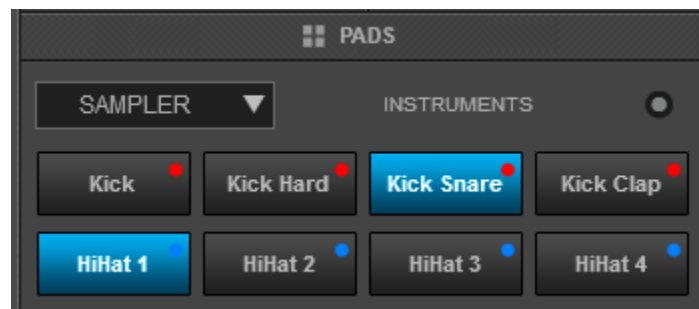 PADS
SAMPLER INSTRUMENTS
Kick Kick Hard Kick Snare Kick Clap
HiHat 1 HiHat 2 HiHat 3 HiHat 4